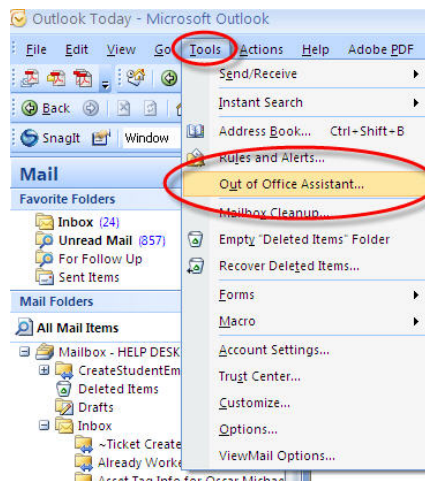 Outlook Today - Microsoft Outlook
File Edit View Go Tools Actions Help Adobe PDF
Send/Receive
Back
Instant Search
SnagIt Window
Address Book... Ctrl+Shift+B
Rules and Alerts...
Mail
Out of Office Assistant...
Favorite Folders
Mailbox Cleanup...
Inbox (24)
Unread Mail (857)
Empty "Deleted Items" Folder
For Follow Up
Recover Deleted Items...
Sent Items
Mail Folders
Forms
All Mail Items
Macro
Mailbox - HELP DESK
Account Settings...
CreateStudentEm
Trust Center...
Deleted Items
Drafts
Customize...
Inbox
Options...
~Ticket Create
ViewMail Options...
Already Worke
Asset Tag Info for Oscar Michae